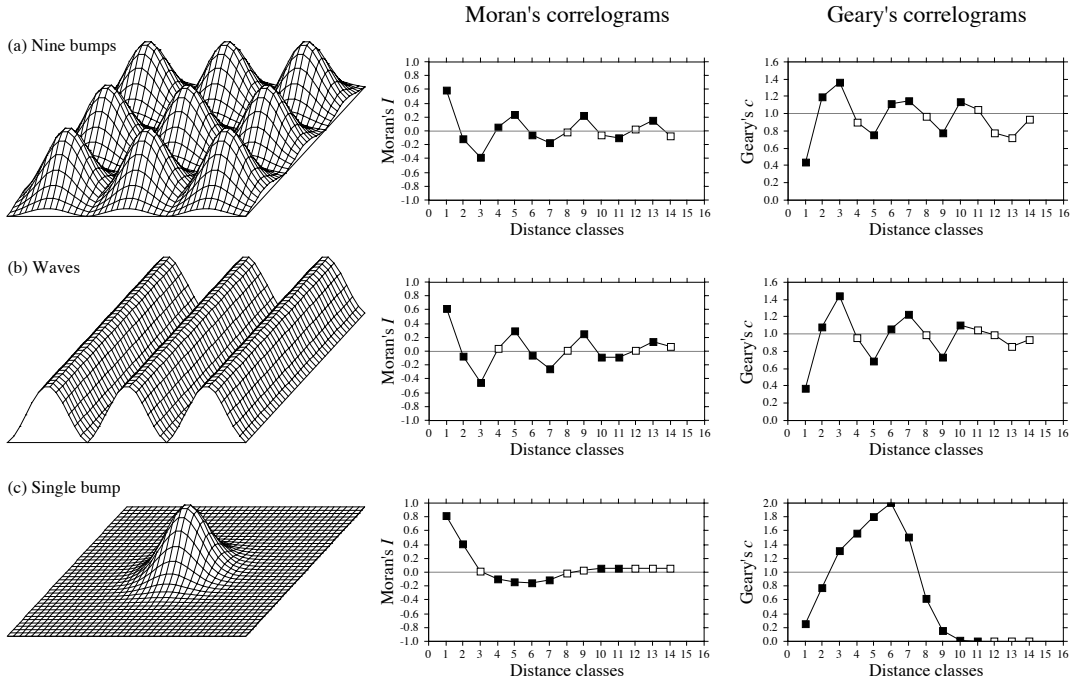 Moran's correlograms
Geary's correlograms
(a) Nine bumps
1.0
0.8
0.6
0.4
0.2
0.0
-0.2
-0.4
-0.6
-0.8
-1.0
Moran's I
0 1 2 3 4 5 6 7 8 9 10 11 12 13 14 15 16
Distance classes
1.6
1.4
1.2
1.0
0.8
0.6
0.4
0.2
0.0
Geary's c
0 1 2 3 4 5 6 7 8 9 10 11 12 13 14 15 16
Distance classes
(b) Waves
1.0
0.8
0.6
0.4
0.2
0.0
-0.2
-0.4
-0.6
-0.8
-1.0
Moran's I
0 1 2 3 4 5 6 7 8 9 10 11 12 13 14 15 16
Distance classes
1.6
1.4
1.2
1.0
0.8
0.6
0.4
0.2
0.0
Geary's c
0 1 2 3 4 5 6 7 8 9 10 11 12 13 14 15 16
Distance classes
(c) Single bump
1.0
0.8
0.6
0.4
0.2
0.0
-0.2
-0.4
-0.6
-0.8
-1.0
Moran's I
0 1 2 3 4 5 6 7 8 9 10 11 12 13 14 15 16
Distance classes
2.0
1.8
1.6
1.4
1.2
1.0
0.8
0.6
0.4
0.2
0.0
Geary's c
0 1 2 3 4 5 6 7 8 9 10 11 12 13 14 15 16
Distance classes